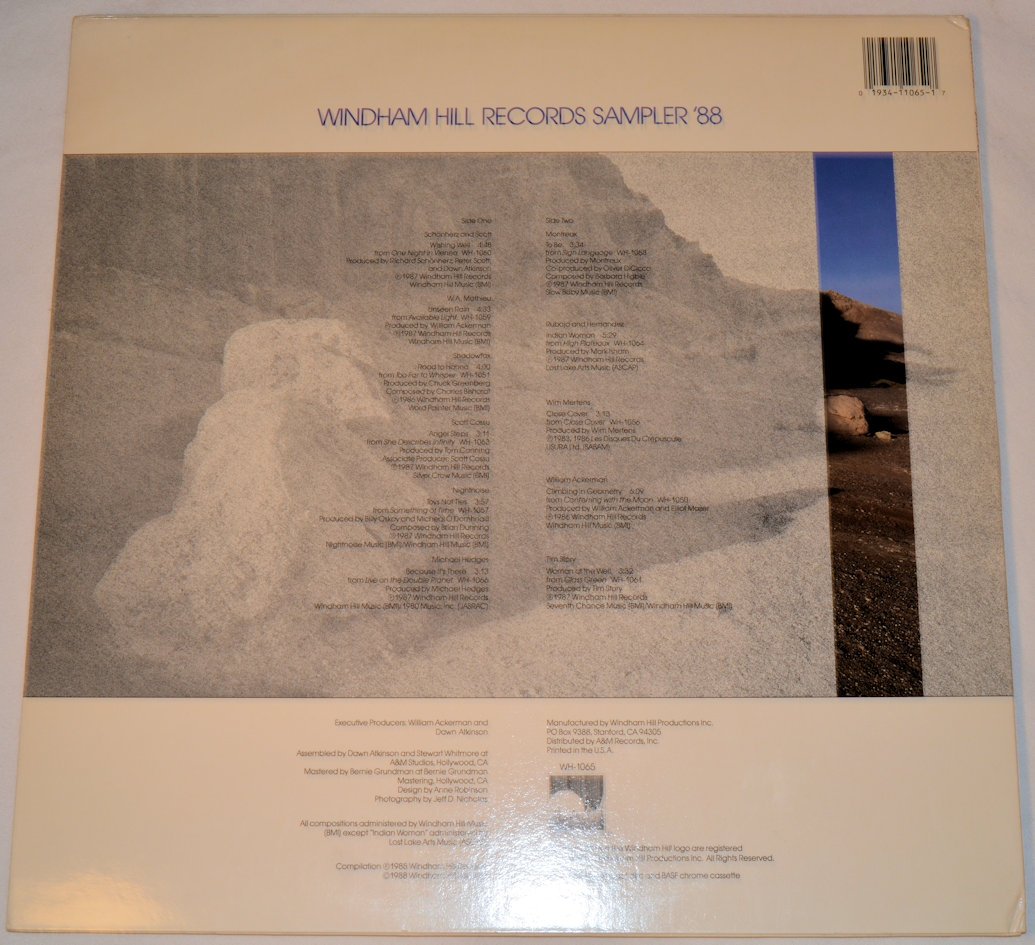 0 1934-11065-1 7
WINDHAM HILL RECORDS SAMPLER '88
Side One
Schönherz and Scott
Wishing Well 4:48
from One Night in Vienna WH-1060
Produced by Richard Schönherz, Peter Scott,
and Dawn Atkinson
℗1987 Windham Hill Records
Windham Hill Music (BMI)
W.A. Mathieu
Unseen Rain 4:33
from Available Light WH-1059
Produced by William Ackerman
℗1987 Windham Hill Records
Windham Hill Music (BMI)
Shadowfax
Road to Hanna 4:00
from Too Far to Whisper WH-1051
Produced by Chuck Greenberg
Composed by Charles Bisharat
℗1986 Windham Hill Records
Word Painter Music (BMI)
Scott Cossu
Angel Steps 3:11
from She Describes Infinity WH-1063
Produced by Tom Canning
Associate Producer: Scott Cossu
℗1987 Windham Hill Records
Silver Crow Music (BMI)
Nightnoise
Toys Not Ties 3:57
from Something of Time WH-1057
Produced by Billy Oskay and Mícheál Ó Domhnaill
Composed by Brian Dunning
℗1987 Windham Hill Records
Nightnoise Music (BMI)/Windham Hill Music (BMI)
Michael Hedges
Because It's There 3:13
from Live on the Double Planet WH-1066
Produced by Michael Hedges
℗1987 Windham Hill Records
Windham Hill Music (BMI), 1980 Music, Inc. (JASRAC)
Side Two
Montreux
To Be 3:34
from Sign Language WH-1058
Produced by Montreux
Co-produced by Oliver DiCicco
Composed by Barbara Higbie
℗1987 Windham Hill Records
Slow Baby Music (BMI)
Rubaja and Hernandez
Indian Woman 5:29
from High Plateaux WH-1064
Produced by Mark Isham
℗1987 Windham Hill Records
Lost Lake Arts Music (ASCAP)
Wim Mertens
Close Cover 3:18
from Close Cover WH-1056
Produced by Wim Mertens
℗1983, 1986 Les Disques Du Crépuscule
USURA Ltd. (SABAM)
William Ackerman
Climbing in Geometry 5:09
from Conferring with the Moon WH-1050
Produced by William Ackerman and Elliot Mazer
℗1986 Windham Hill Records
Windham Hill Music (BMI)
Tim Story
Woman at the Well 3:32
from Glass Green WH-1061
Produced by Tim Story
℗1987 Windham Hill Records
Seventh Chance Music (BMI)/Windham Hill Music (BMI)
Executive Producers: William Ackerman and
Dawn Atkinson
Assembled by Dawn Atkinson and Stewart Whitmore at
A&M Studios, Hollywood, CA
Mastered by Bernie Grundman at Bernie Grundman
Mastering, Hollywood, CA
Design by Anne Robinson
Photography by Jeff D. Nicholas
All compositions administered by Windham Hill Music
(BMI) except "Indian Woman" administered by
Lost Lake Arts Music
Compilation ℗1988 Windham
©1988 Windham
Manufactured by Windham Hill Productions Inc.
PO Box 9388, Stanford, CA 94305
Distributed by A&M Records, Inc.
Printed in the U.S.A.
WH-1065
the Windham Hill logo are registered
Hill Productions Inc. All Rights Reserved.
and BASF chrome cassette